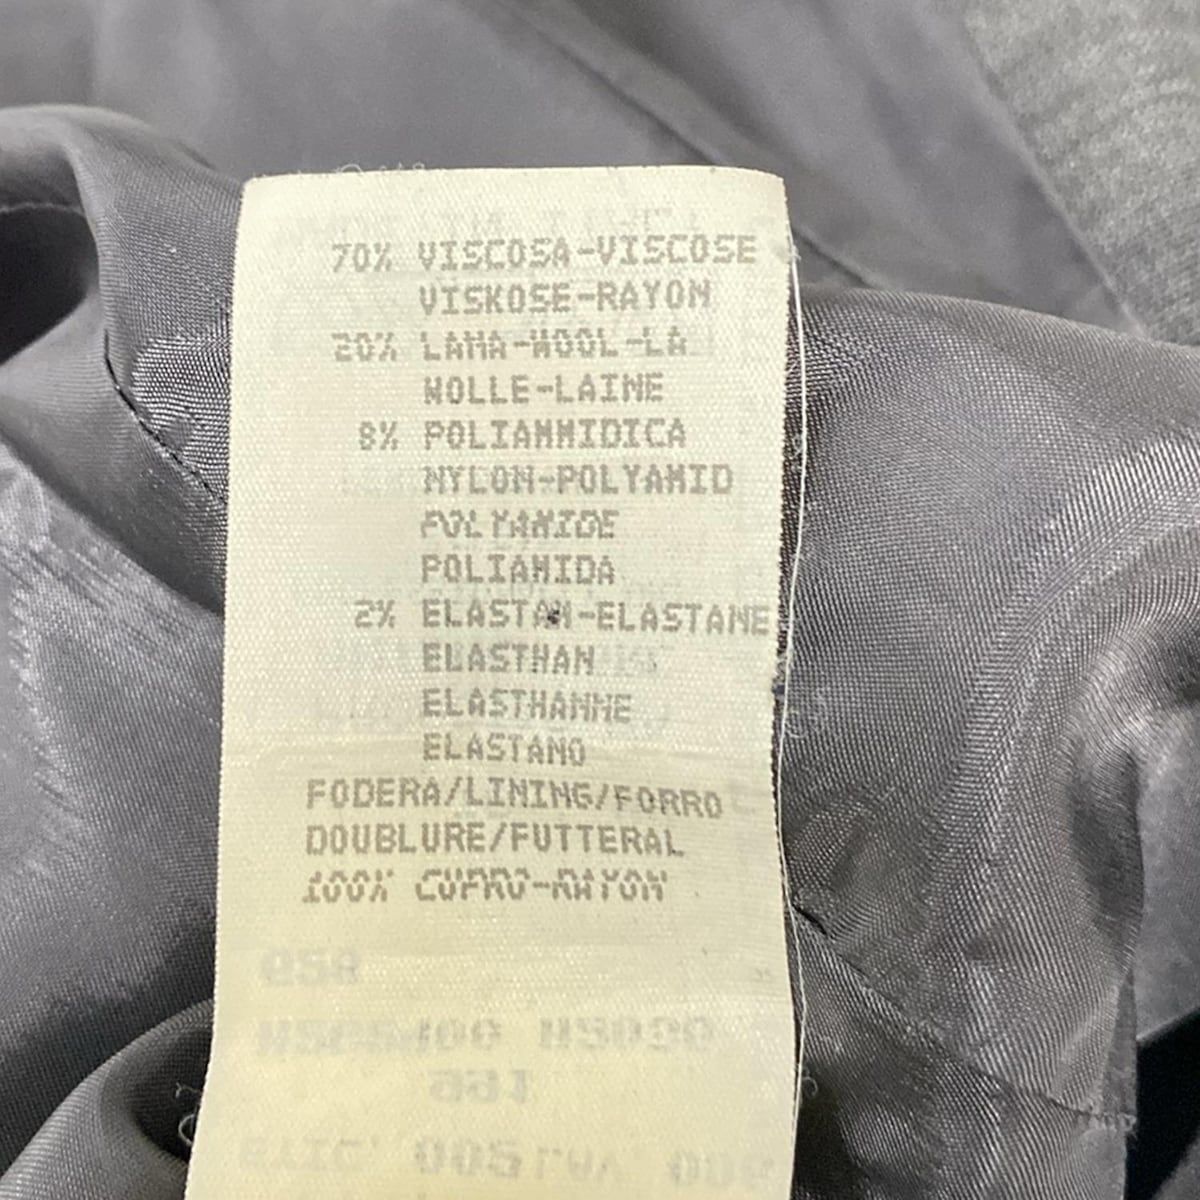 70% VISCOSA-VISCOSE
VISKOSE-RAYON
20% LANA-WOOL-LA
WOLLE-LAINE
8% POLIAMMIDICA
NYLON-POLYAMID
POLYAMIDE
POLIAMIDA
2% ELASTAN-ELASTANE
ELASTHAN
ELASTHANNE
ELASTANO
FODERA/LINING/FORRO
DOUBLURE/FUTTERAL
100% CUPRO-RAYON